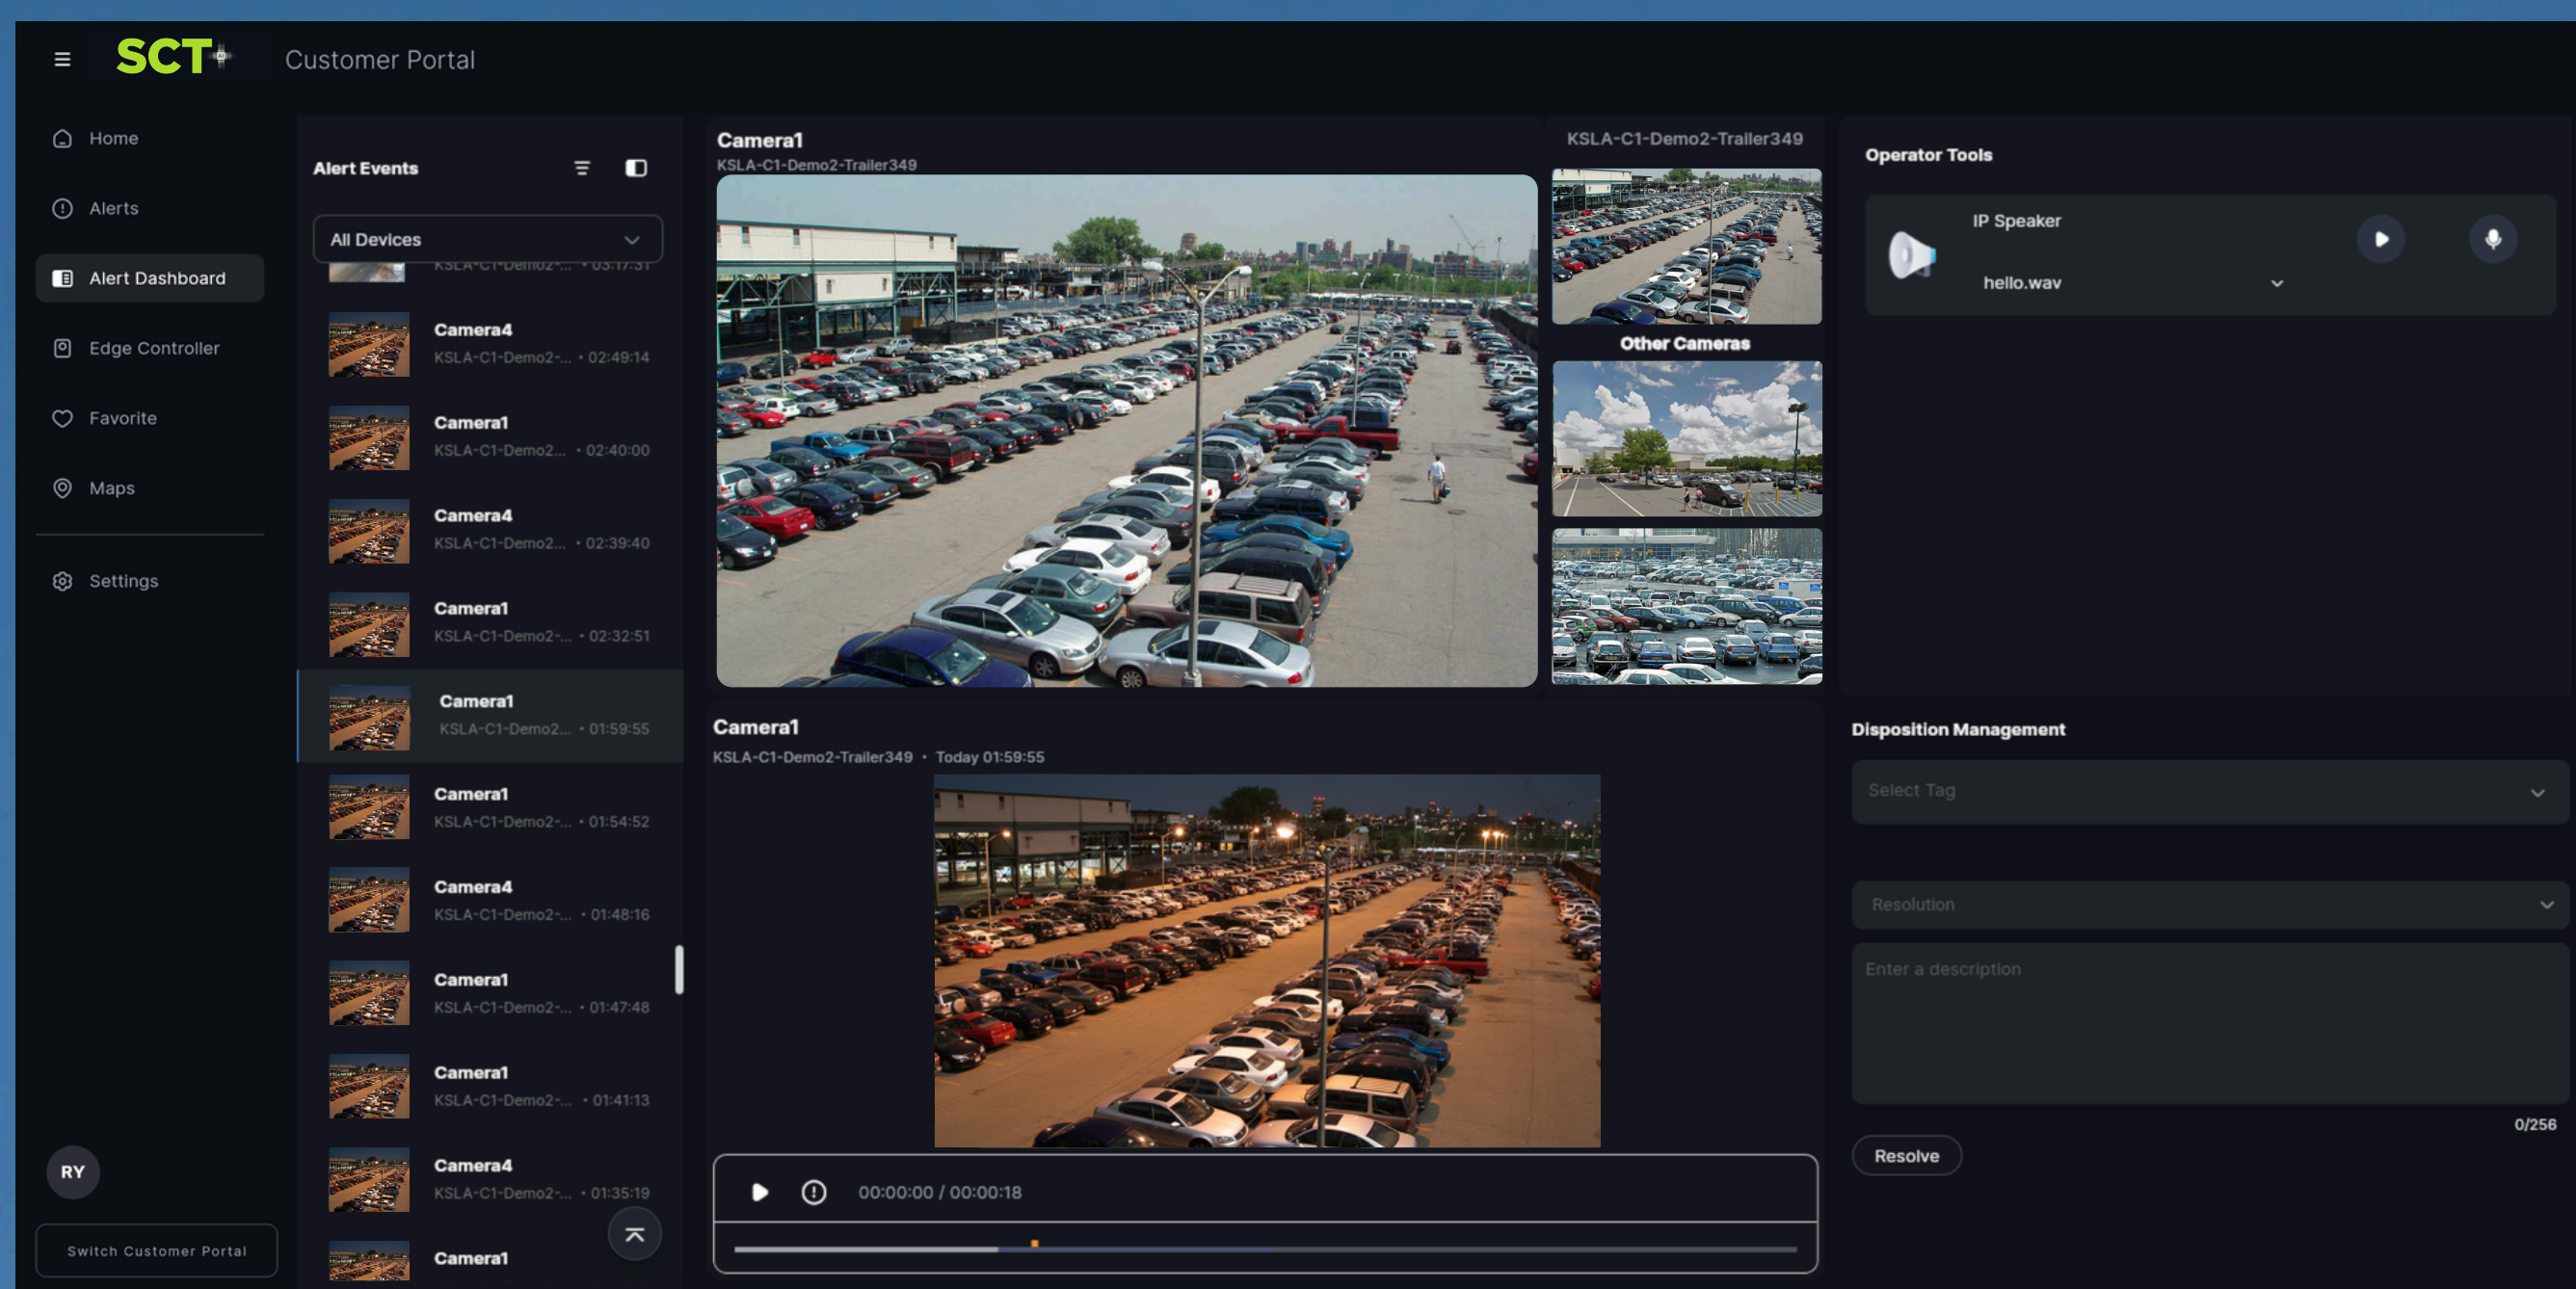 SCT+
Customer Portal
Home
Alerts
Alert Dashboard
Edge Controller
Favorite
Maps
Settings
RY
Switch Customer Portal
Alert Events
All Devices
KSLA-C1-Demo2-... • 03:17:31
Camera4
KSLA-C1-Demo2-... • 02:49:14
Camera1
KSLA-C1-Demo2... • 02:40:00
Camera4
KSLA-C1-Demo2... • 02:39:40
Camera1
KSLA-C1-Demo2-... • 02:32:51
Camera1
KSLA-C1-Demo2... • 01:59:55
Camera1
KSLA-C1-Demo2-... • 01:54:52
Camera4
KSLA-C1-Demo2-... • 01:48:16
Camera1
KSLA-C1-Demo2-... • 01:47:48
Camera1
KSLA-C1-Demo2-... • 01:41:13
Camera4
KSLA-C1-Demo2-... • 01:35:19
Camera1
Camera1
KSLA-C1-Demo2-Trailer349
KSLA-C1-Demo2-Trailer349
Other Cameras
Camera1
KSLA-C1-Demo2-Trailer349 • Today 01:59:55
00:00:00 / 00:00:18
Operator Tools
IP Speaker
hello.wav
Disposition Management
Select Tag
Resolution
Enter a description
0/256
Resolve